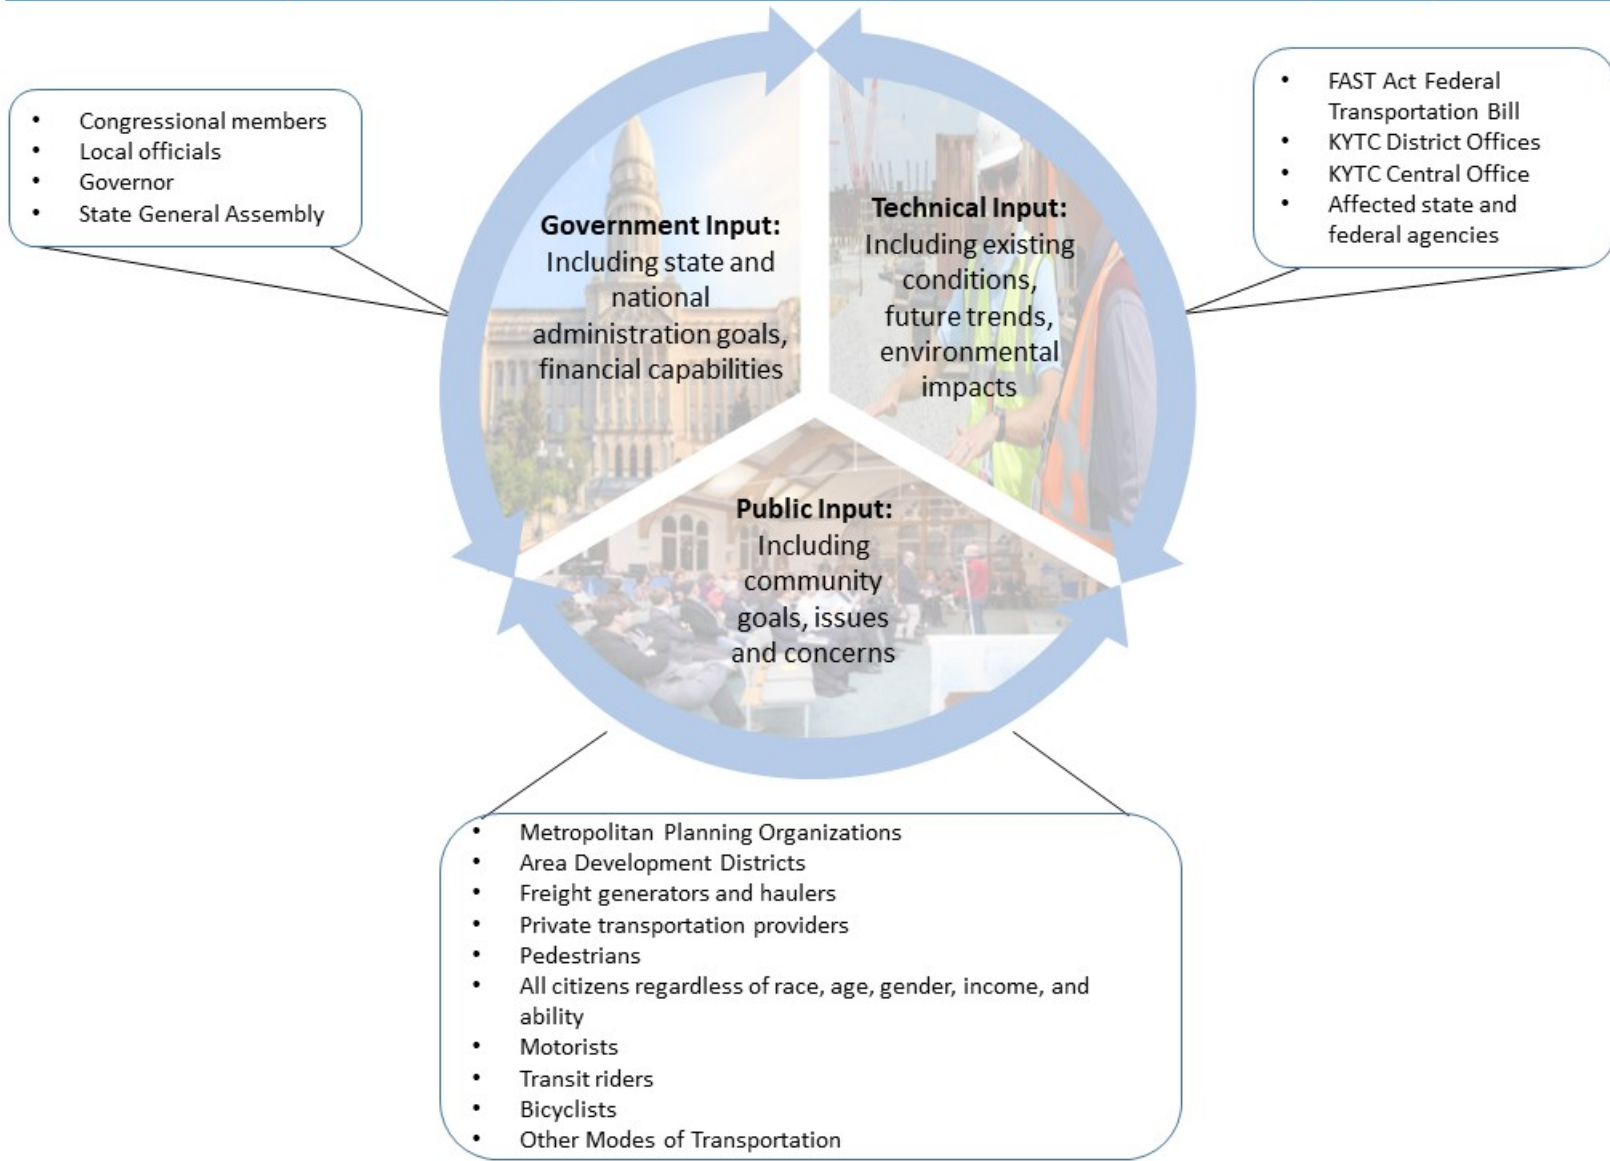 • Congressional members
• Local officials
• Governor
• State General Assembly
Government Input:
Including state and
national
administration goals,
financial capabilities
Technical Input:
Including existing
conditions,
future trends,
environmental
impacts
• FAST Act Federal
Transportation Bill
• KYTC District Offices
• KYTC Central Office
• Affected state and
federal agencies
Public Input:
Including
community
goals, issues
and concerns
• Metropolitan Planning Organizations
• Area Development Districts
• Freight generators and haulers
• Private transportation providers
• Pedestrians
• All citizens regardless of race, age, gender, income, and
ability
• Motorists
• Transit riders
• Bicyclists
• Other Modes of Transportation